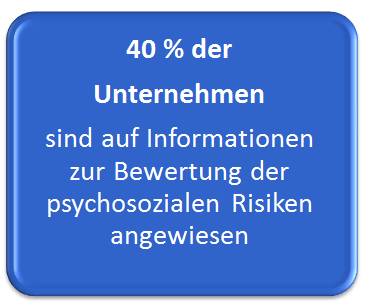 40 % der
Unternehmen
sind auf Informationen
zur Bewertung der
psychosozialen Risiken
angewiesen